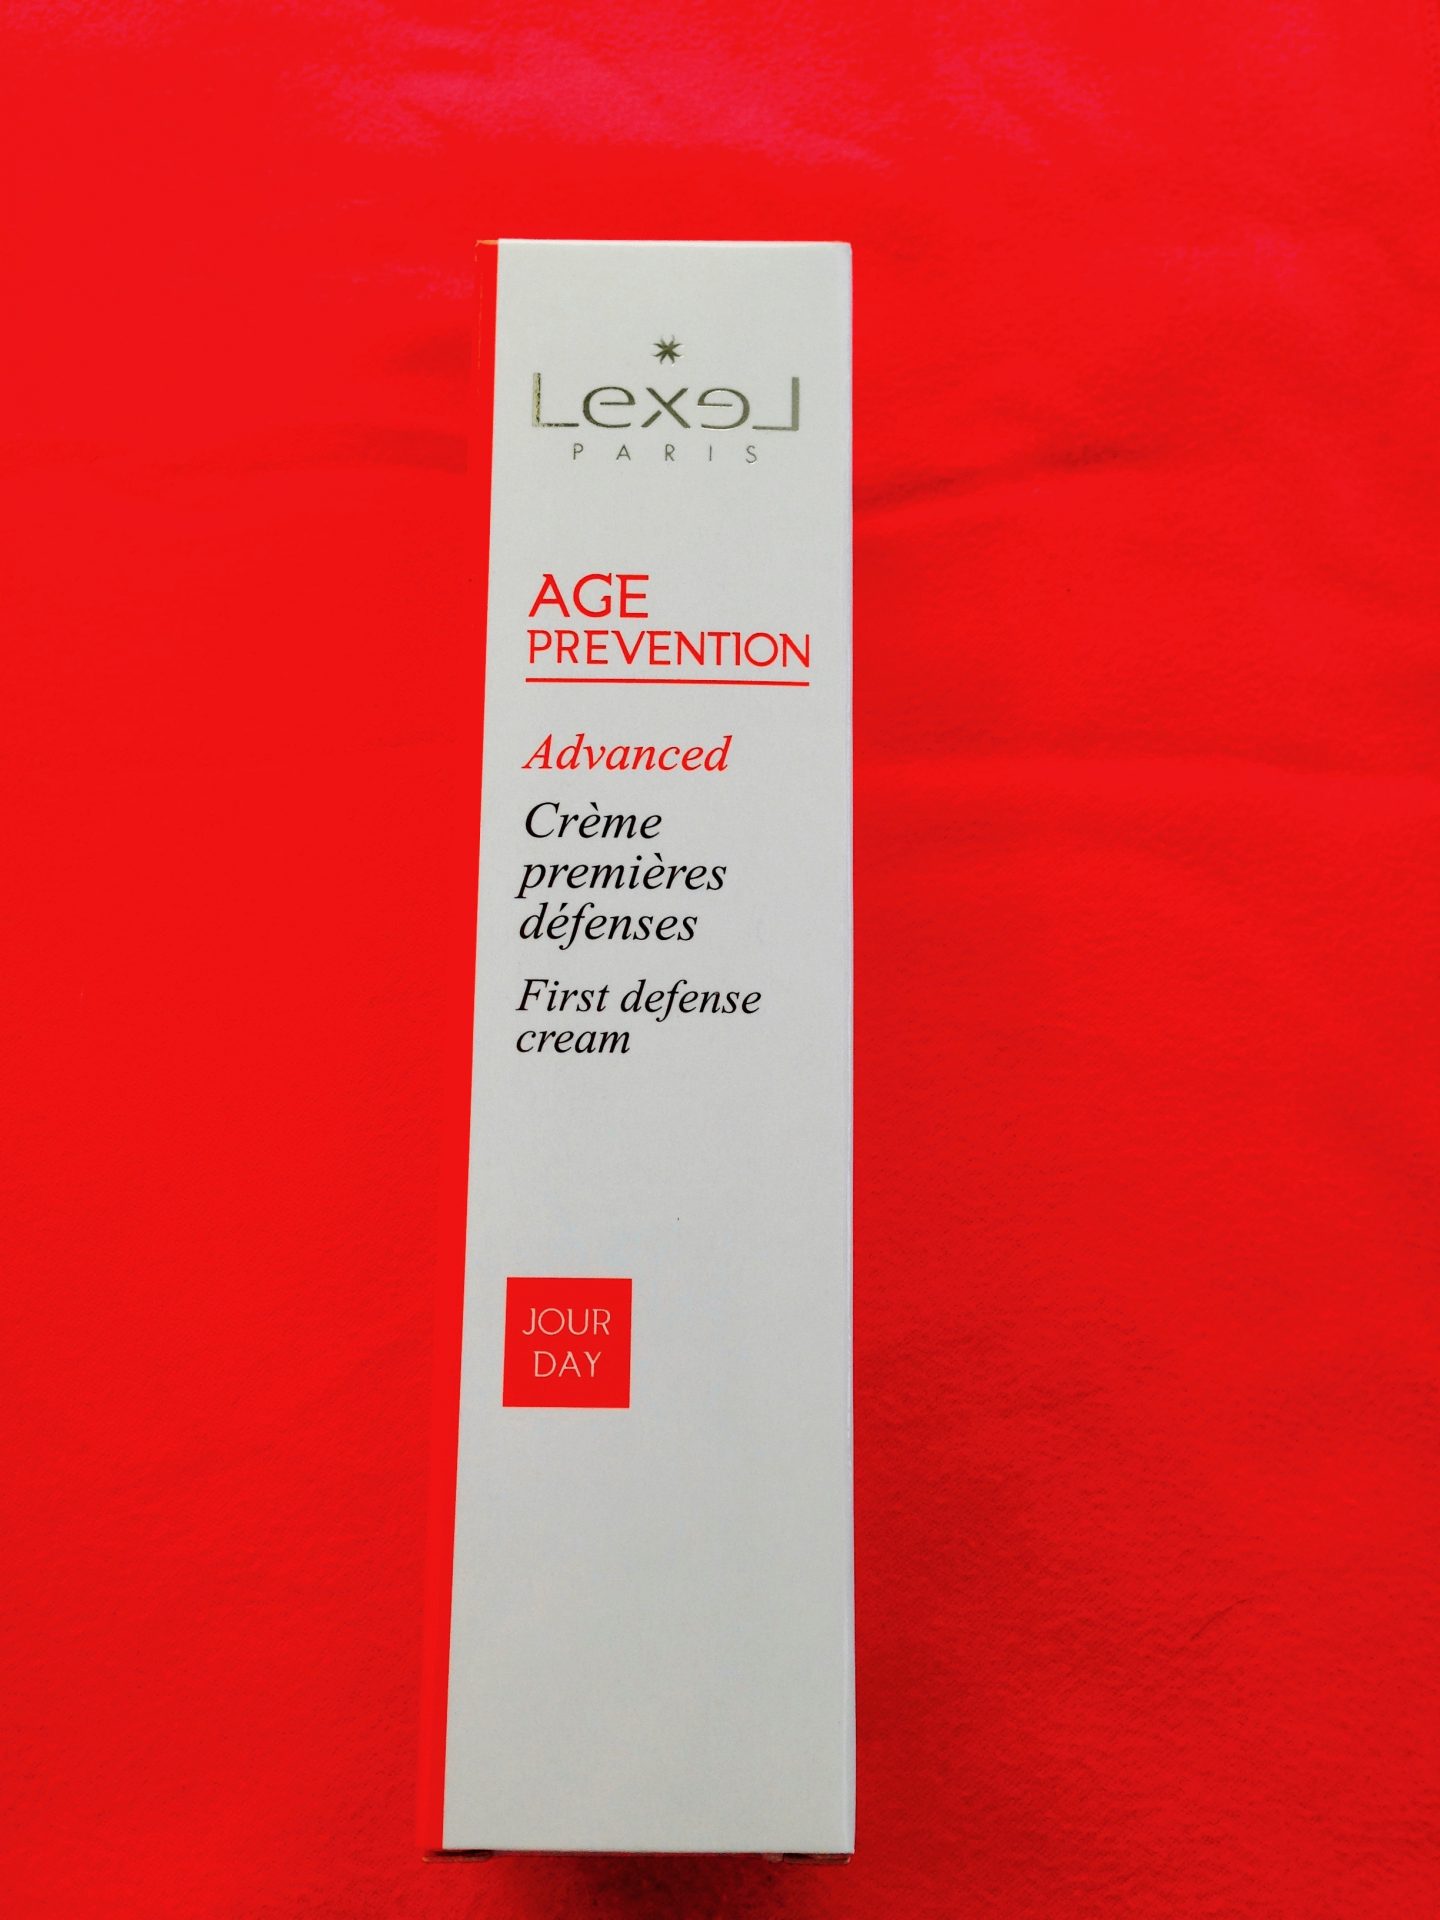 Lexel
PARIS
AGE
PREVENTION
Advanced
Crème
premières
défenses
First defense
cream
JOUR
DAY